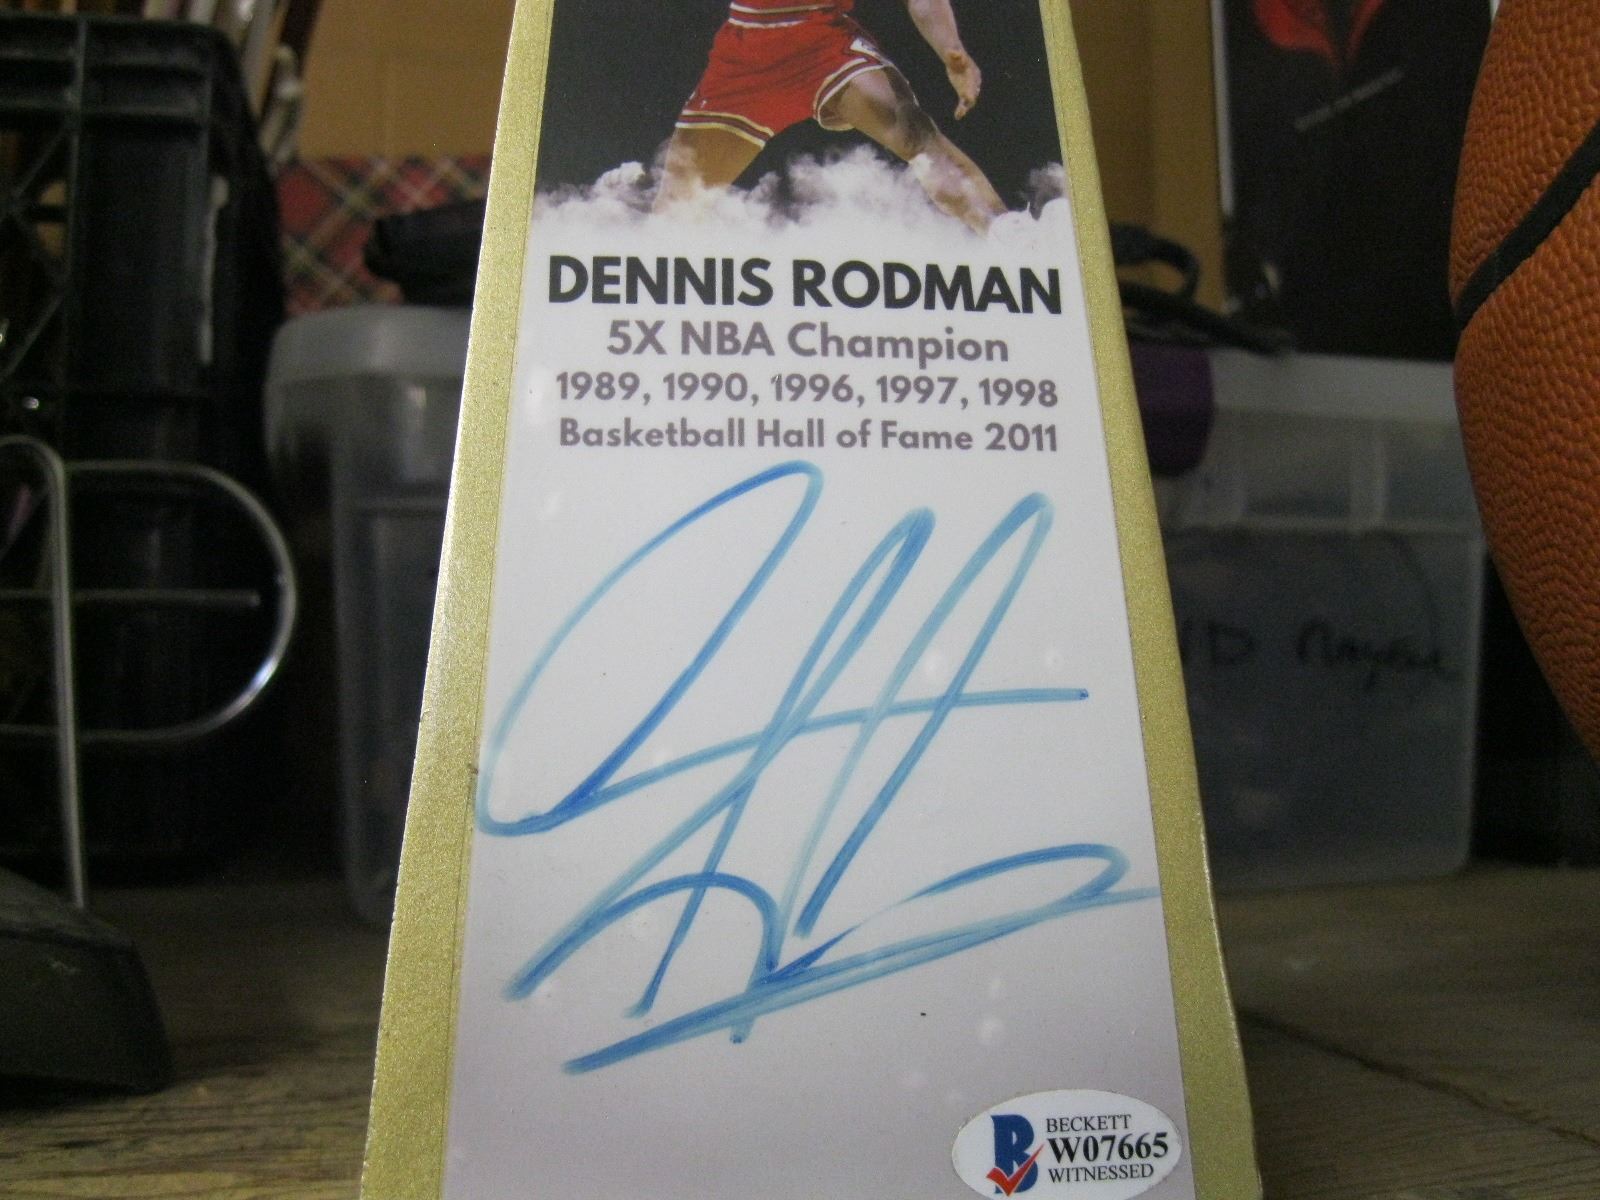 DENNIS RODMAN
5X NBA Champion
1989, 1990, 1996, 1997, 1998
Basketball Hall of Fame 2011
BECKETT
W07665
WITNESSED